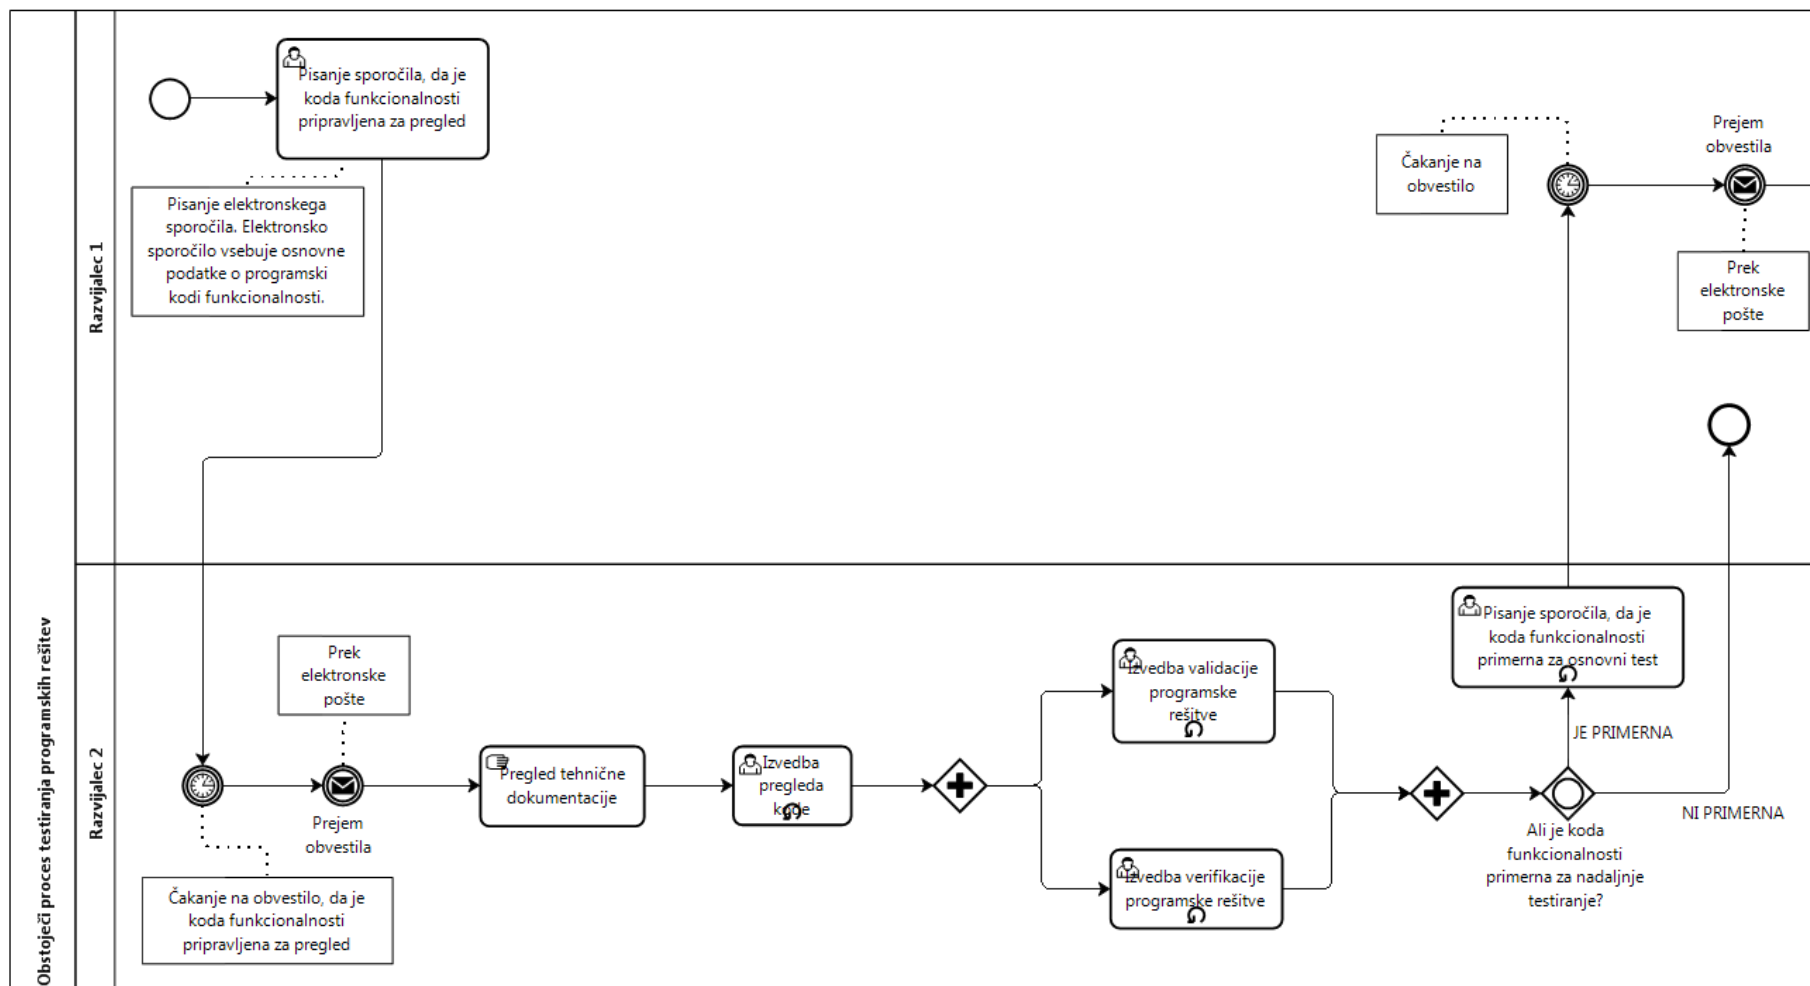 Obstoječi proces testiranja programskih rešitev
Razvijalec 1
Pisanje sporočila, da je
koda funkcionalnosti
pripravljena za pregled
Pisanje elektronskega
sporočila. Elektronsko
sporočilo vsebuje osnovne
podatke o programski
kodi funkcionalnosti.
Čakanje na
obvestilo
Prejem
obvestila
Prek
elektronske
pošte
Razvijalec 2
Prek
elektronske
pošte
Prejem
obvestila
Čakanje na obvestilo, da je
koda funkcionalnosti
pripravljena za pregled
Pregled tehnične
dokumentacije
Izvedba
pregleda
kode
Izvedba validacije
programske
rešitve
Izvedba verifikacije
programske rešitve
Pisanje sporočila, da je
koda funkcionalnosti
primerna za osnovni test
JE PRIMERNA
NI PRIMERNA
Ali je koda
funkcionalnosti
primerna za nadaljnje
testiranje?